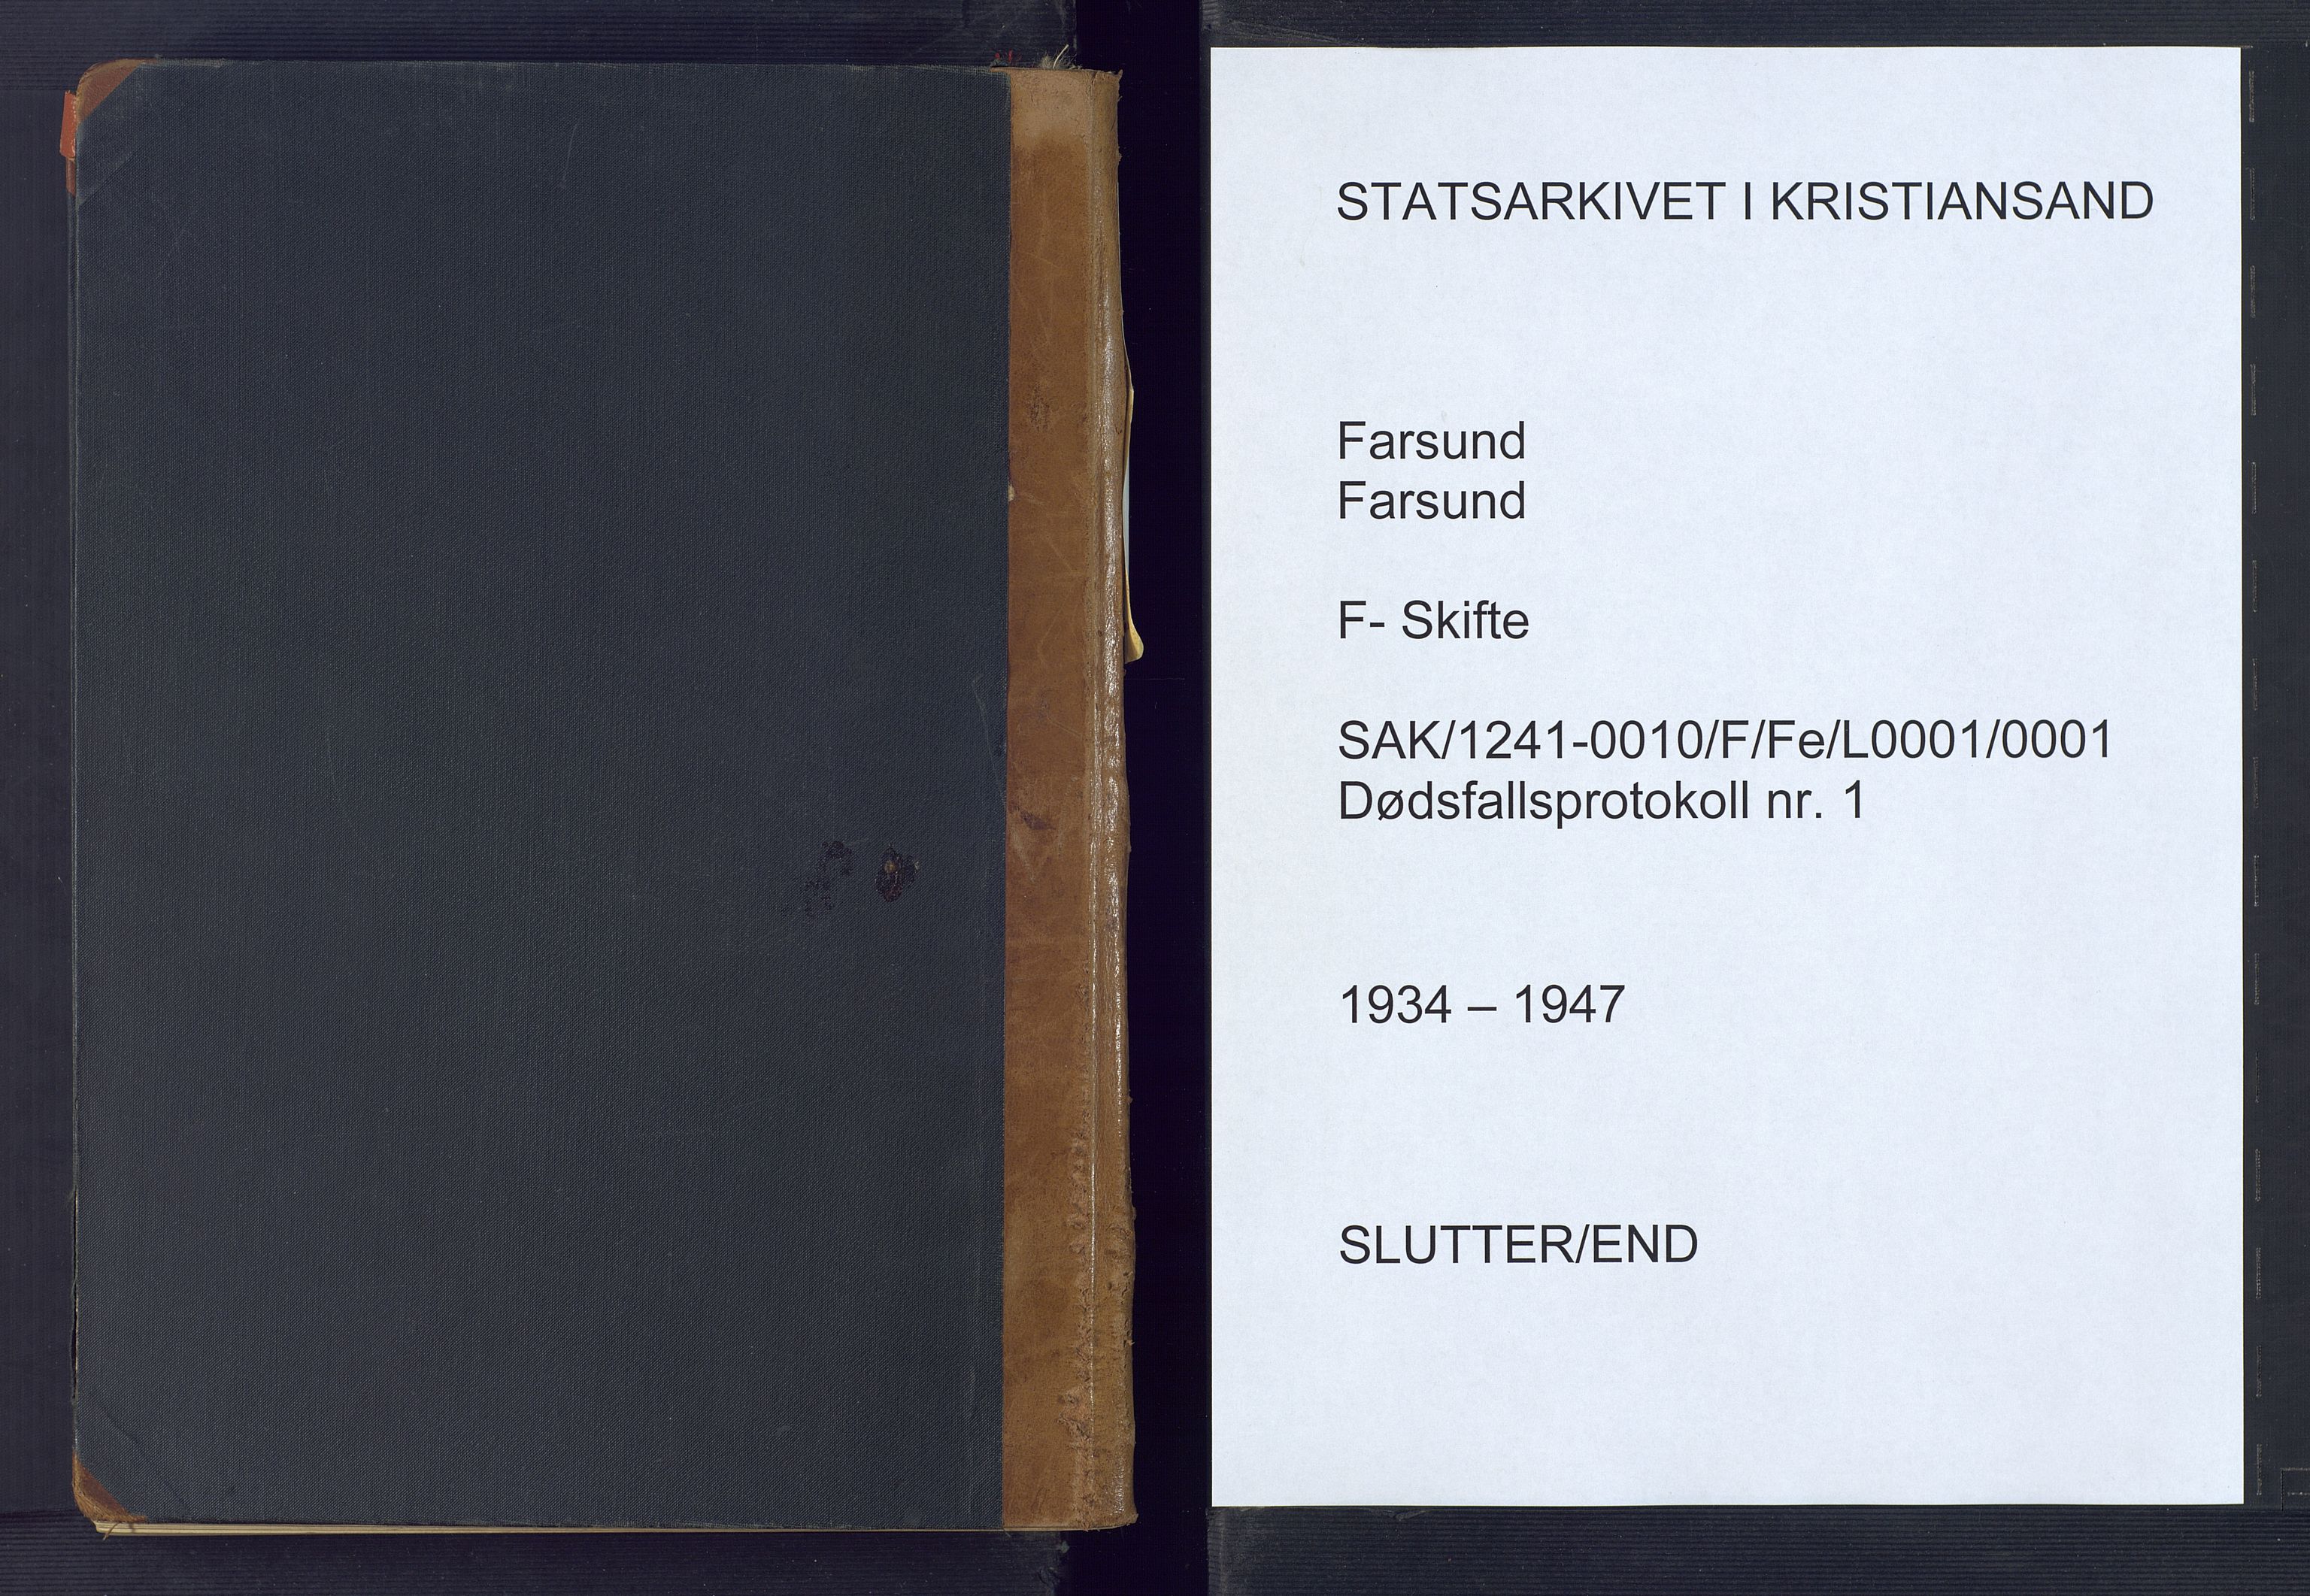 STATSARKIVET I KRISTIANSAND
Farsund
Farsund
F- Skifte
SAK/1241-0010/F/Fe/L0001/0001
Dødsfallsprotokoll nr. 1
1934 – 1947
SLUTTER/END